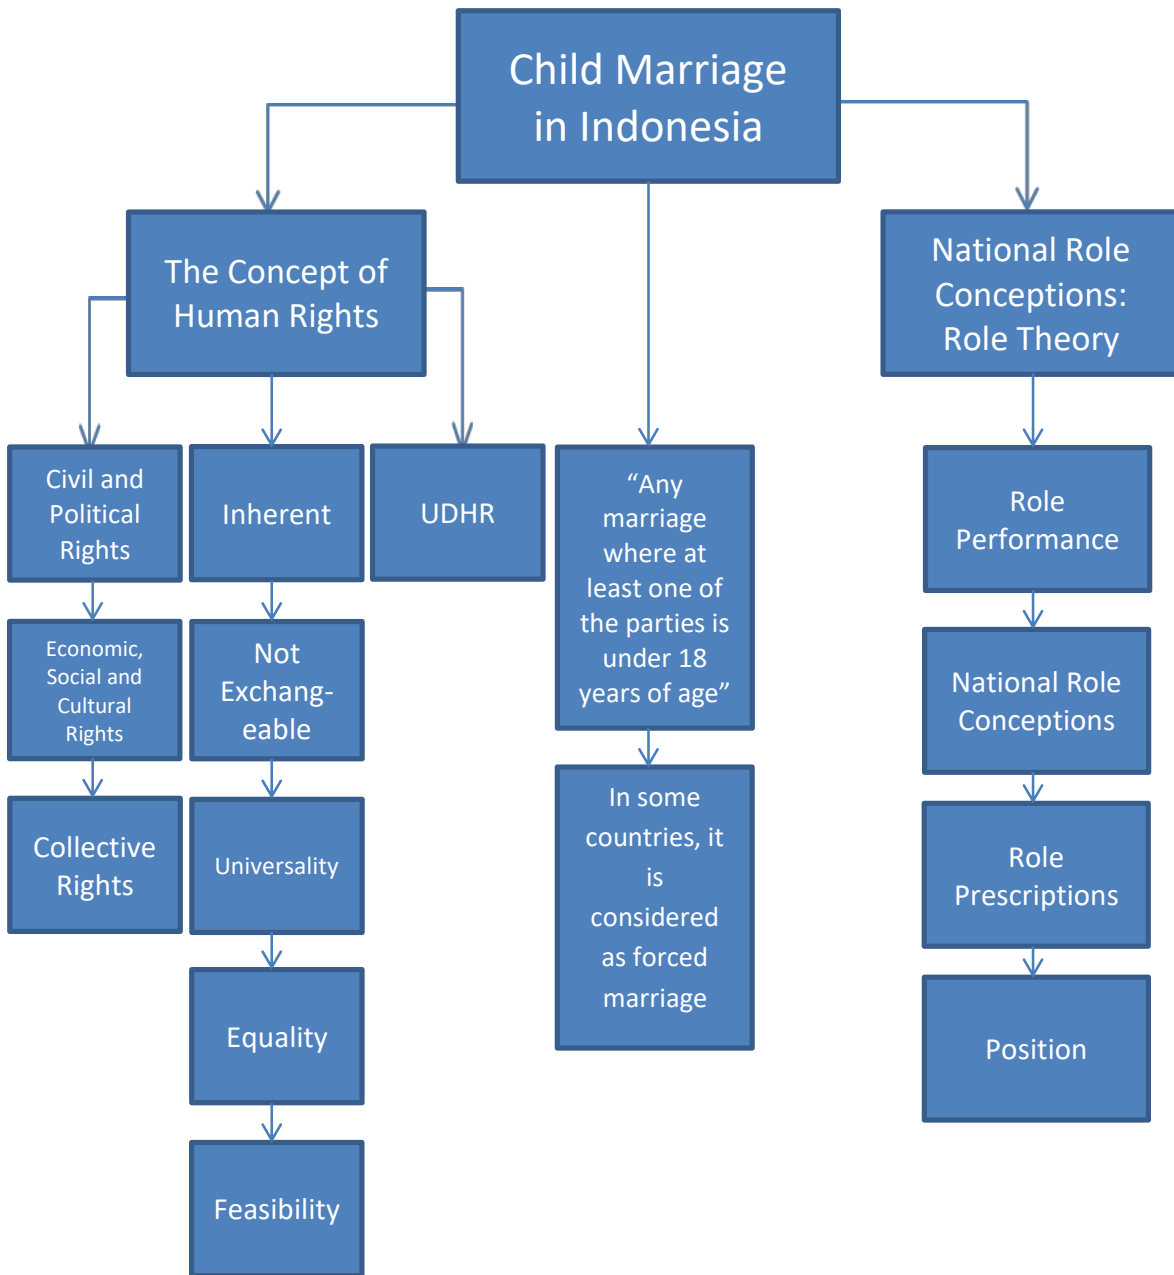 Child Marriage
in Indonesia
The Concept of
Human Rights
National Role
Conceptions:
Role Theory
Civil and
Political
Rights
Inherent
UDHR
“Any
marriage
where at
least one of
the parties is
under 18
years of age”
Role
Performance
Economic,
Social and
Cultural
Rights
Not
Exchang-
eable
National Role
Conceptions
Collective
Rights
Universality
In some
countries, it
is
considered
as forced
marriage
Role
Prescriptions
Equality
Position
Feasibility